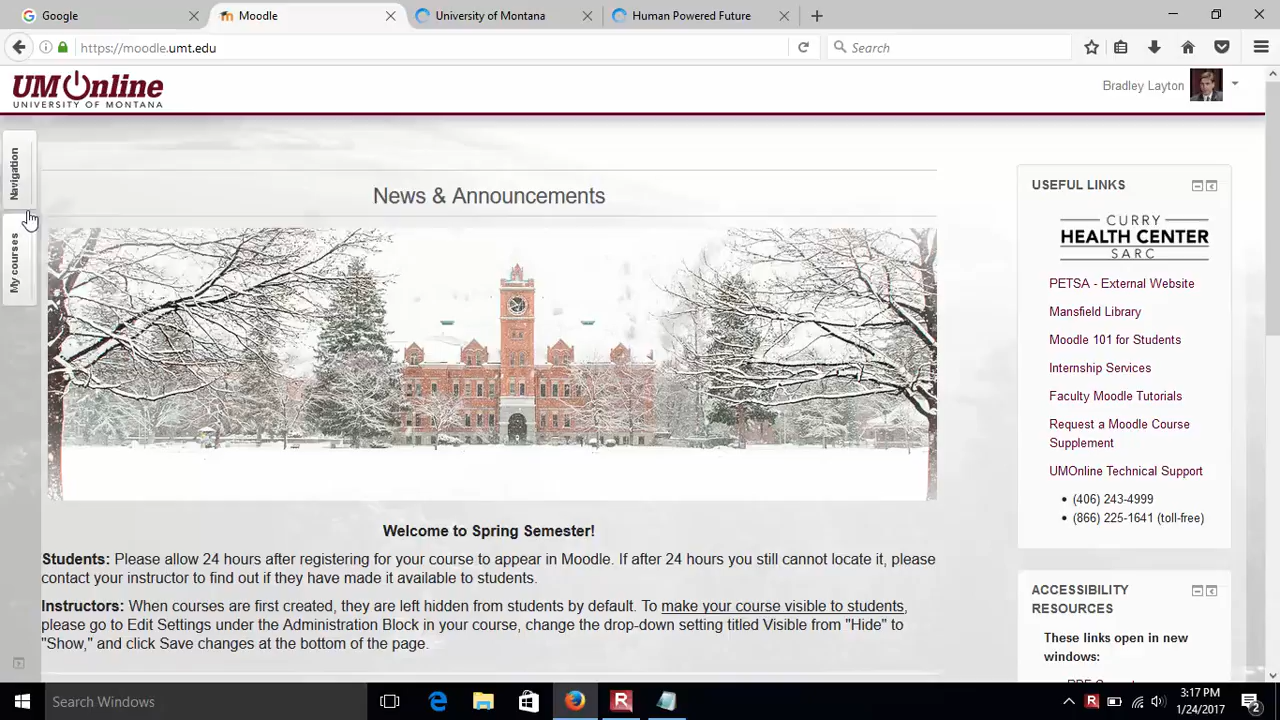 Google
Moodle
University of Montana
Human Powered Future
https://moodle.umt.edu
Search
UMOnline
UNIVERSITY OF MONTANA
Bradley Layton
Navigation
My courses
News & Announcements
Welcome to Spring Semester!
Students: Please allow 24 hours after registering for your course to appear in Moodle. If after 24 hours you still cannot locate it, please
contact your instructor to find out if they have made it available to students.
Instructors: When courses are first created, they are left hidden from students by default. To make your course visible to students,
please go to Edit Settings under the Administration Block in your course, change the drop-down setting titled Visible from "Hide" to
"Show," and click Save changes at the bottom of the page.
USEFUL LINKS
CURRY
HEALTH CENTER
SARC
PETSA - External Website
Mansfield Library
Moodle 101 for Students
Internship Services
Faculty Moodle Tutorials
Request a Moodle Course
Supplement
UMOnline Technical Support
• (406) 243-4999
• (866) 225-1641 (toll-free)
ACCESSIBILITY
RESOURCES
These links open in new
windows:
Search Windows
3:17 PM
1/24/2017
2